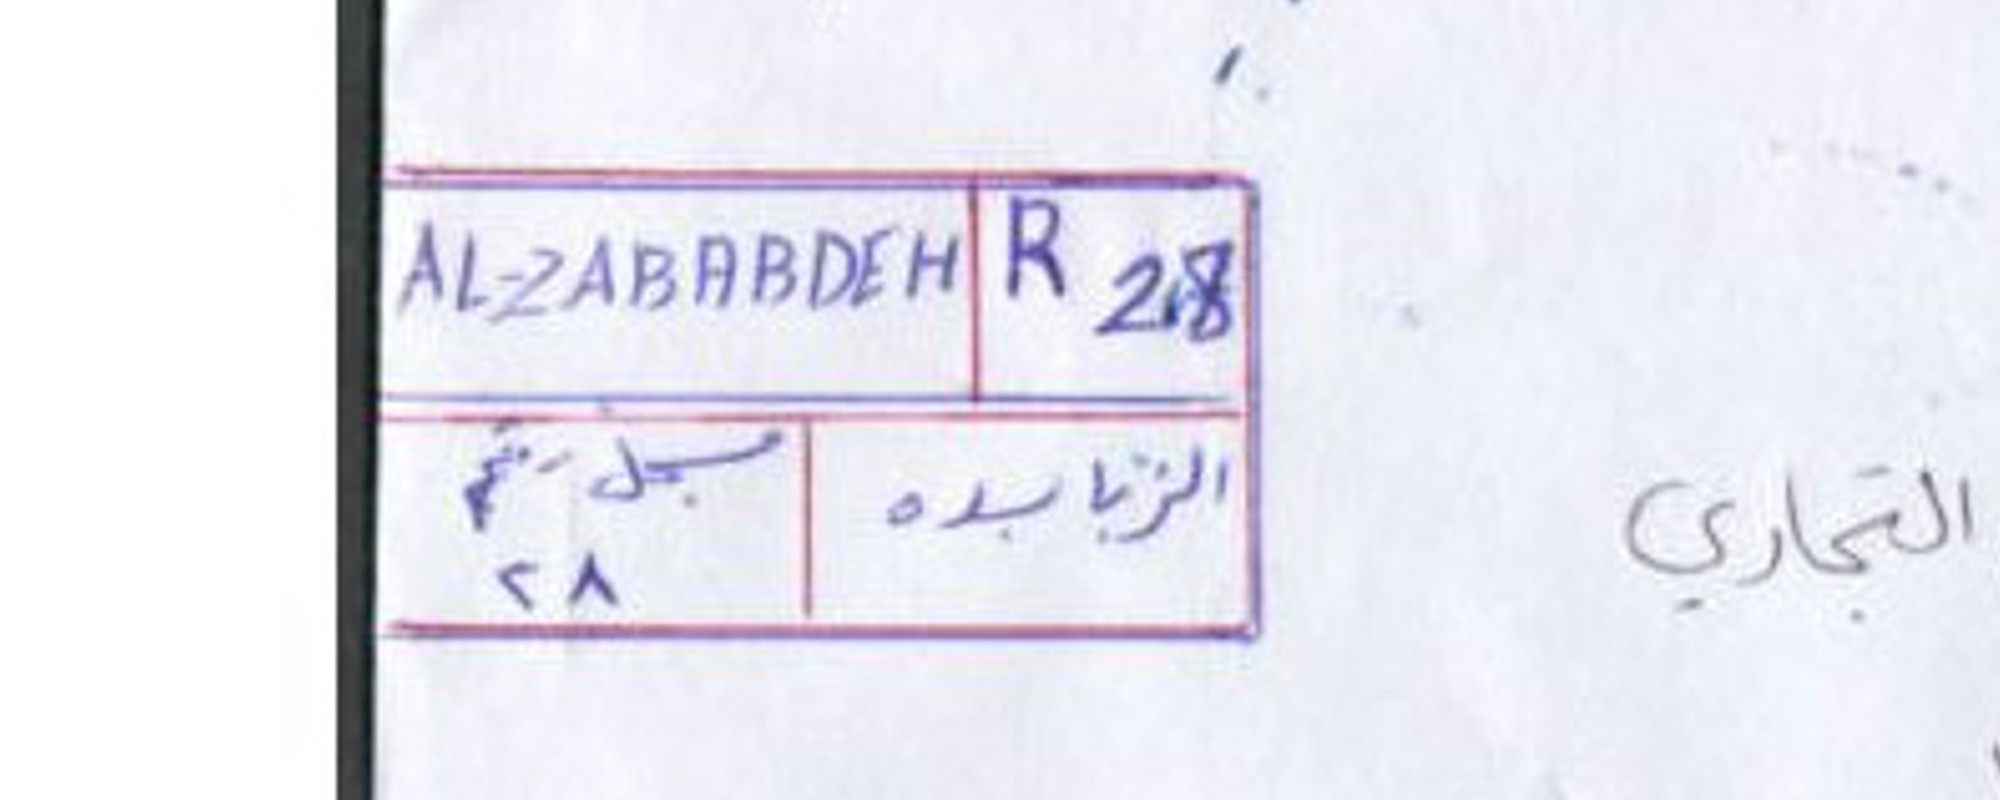 AL-ZABABDEH R 28
الزبابده مسجل رقم
٢٨
التجاري